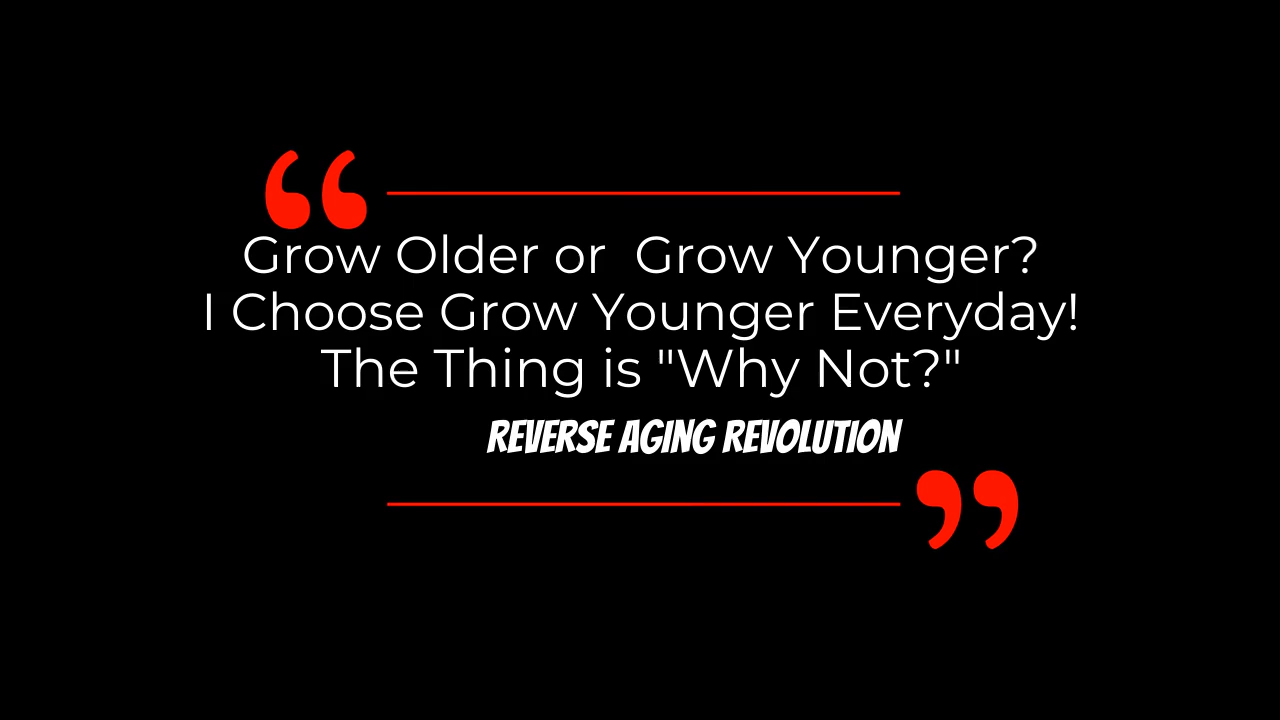 Grow Older or  Grow Younger?
I Choose Grow Younger Everyday!
The Thing is "Why Not?"
REVERSE AGING REVOLUTION